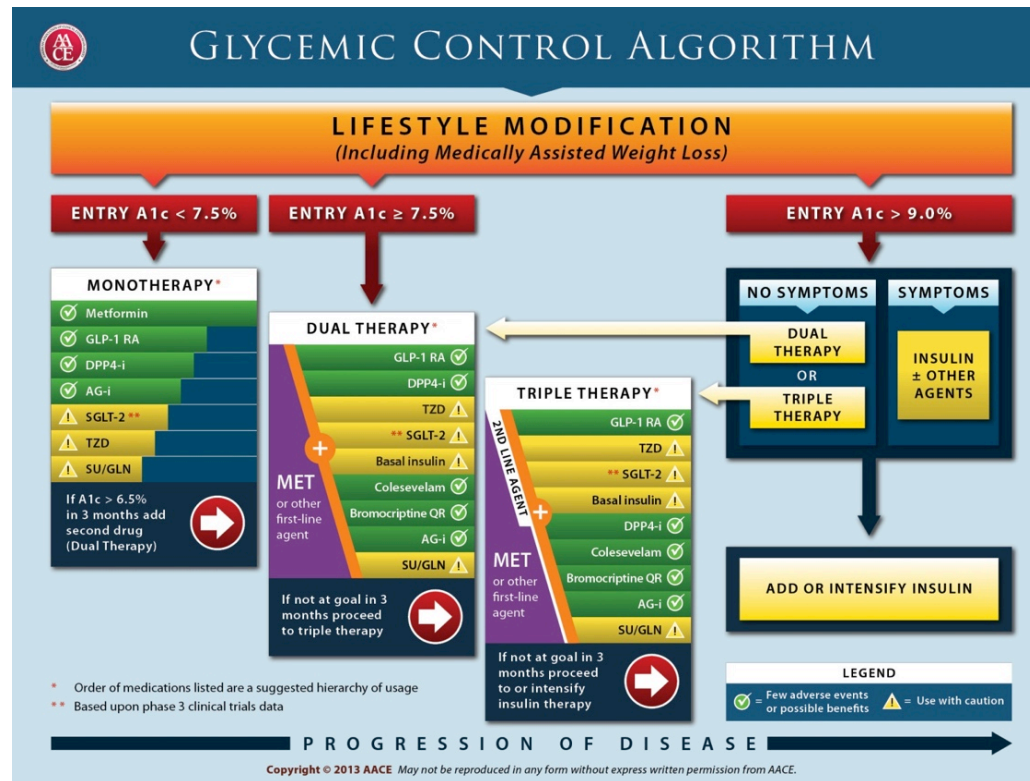 AACE
GLYCEMIC CONTROL ALGORITHM
LIFESTYLE MODIFICATION
(Including Medically Assisted Weight Loss)
ENTRY A1c < 7.5%
ENTRY A1c ≥ 7.5%
ENTRY A1c > 9.0%
MONOTHERAPY*
Metformin
GLP-1 RA
DPP4-i
AG-i
SGLT-2 **
TZD
SU/GLN
If A1c > 6.5%
in 3 months add
second drug
(Dual Therapy)
DUAL THERAPY*
GLP-1 RA
DPP4-i
TZD
** SGLT-2
Basal insulin
Colesevelam
Bromocriptine QR
AG-i
SU/GLN
+
MET
or other
first-line
agent
If not at goal in 3
months proceed
to triple therapy
TRIPLE THERAPY*
GLP-1 RA
TZD
** SGLT-2
Basal insulin
DPP4-i
Colesevelam
Bromocriptine QR
AG-i
SU/GLN
2ND LINE AGENT
+
MET
or other
first-line
agent
If not at goal in 3
months proceed
to or intensify
insulin therapy
NO SYMPTOMS
DUAL
THERAPY
OR
TRIPLE
THERAPY
SYMPTOMS
INSULIN
± OTHER
AGENTS
ADD OR INTENSIFY INSULIN
LEGEND
= Few adverse events
or possible benefits
= Use with caution
* Order of medications listed are a suggested hierarchy of usage
** Based upon phase 3 clinical trials data
PROGRESSION OF DISEASE
Copyright © 2013 AACE May not be reproduced in any form without express written permission from AACE.